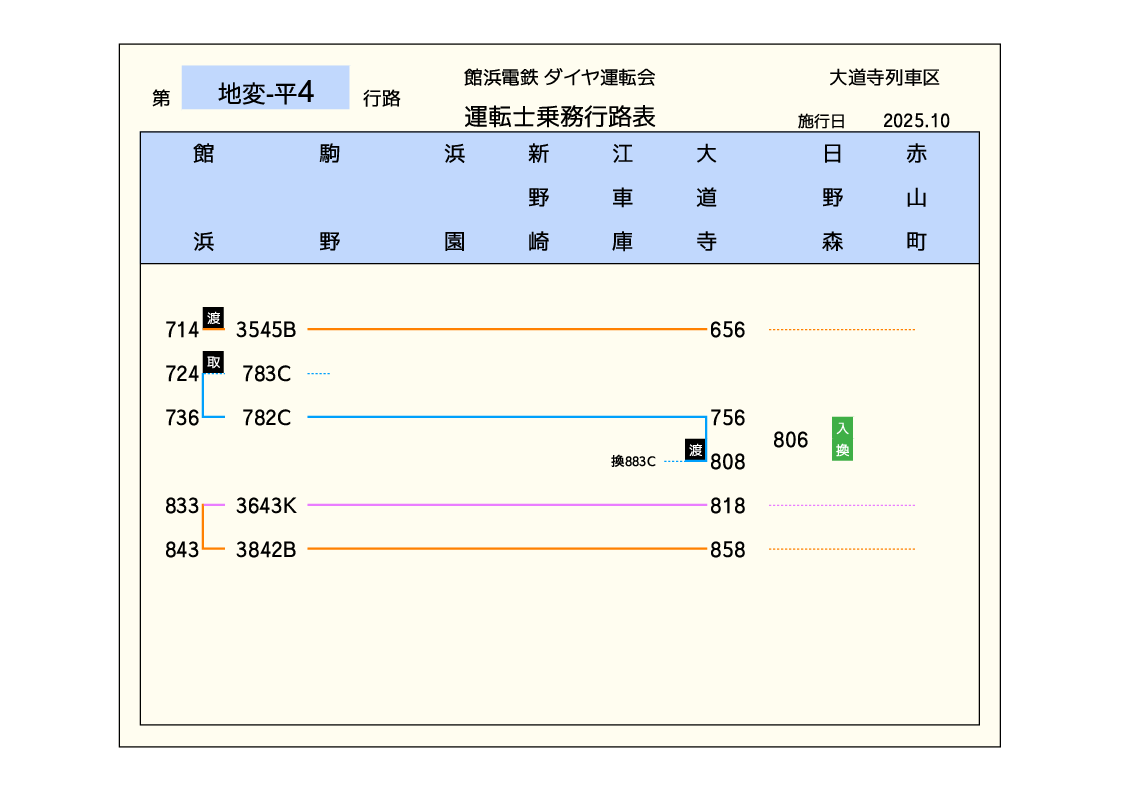 第 地変-平4 行路
館浜電鉄 ダイヤ運転会
運転士乗務行路表
大道寺列車区
施行日 2025.10
館浜 駒野 浜園 新野崎 江車庫 大道寺 日野森 赤山町
714 渡 3545B 656
724 取 783C
736 782C 756
806 入換
換883C 渡 808
833 3643K 818
843 3842B 858